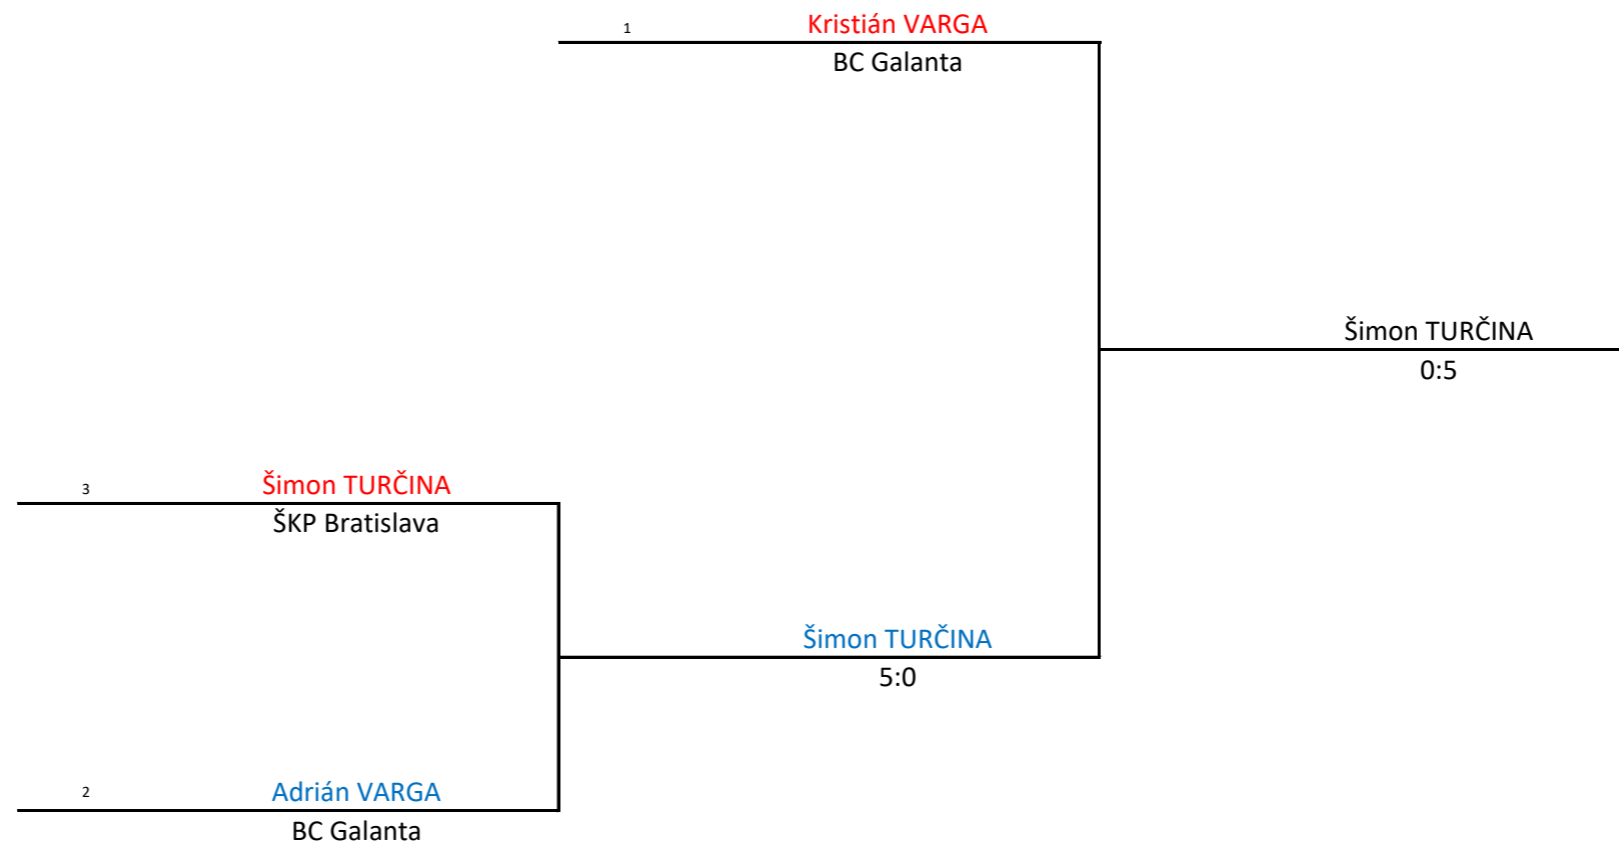 1 Kristián VARGA
BC Galanta
Šimon TURČINA
0:5
3 Šimon TURČINA
ŠKP Bratislava
Šimon TURČINA
5:0
2 Adrián VARGA
BC Galanta